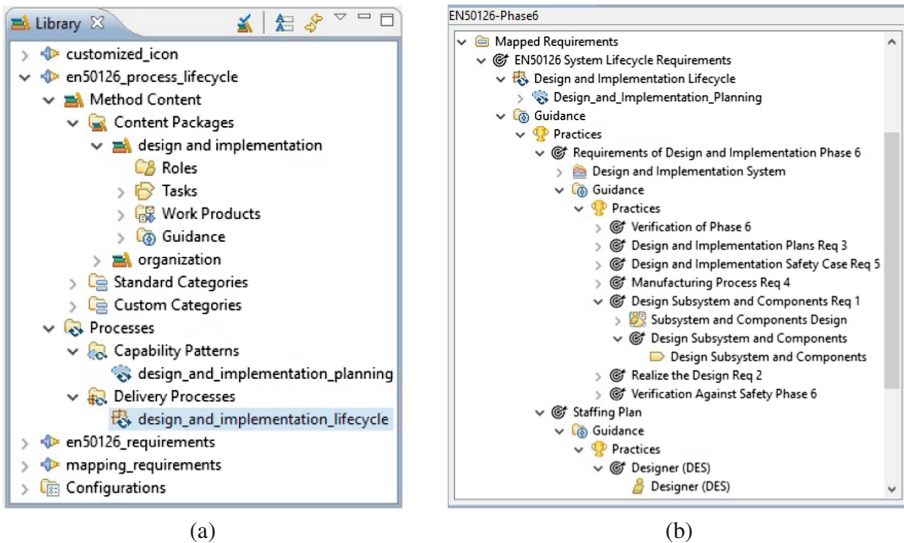 Library
customized_icon
en50126_process_lifecycle
Method Content
Content Packages
design and implementation
Roles
Tasks
Work Products
Guidance
organization
Standard Categories
Custom Categories
Processes
Capability Patterns
design_and_implementation_planning
Delivery Processes
design_and_implementation_lifecycle
en50126_requirements
mapping_requirements
Configurations
(a)
EN50126-Phase6
Mapped Requirements
EN50126 System Lifecycle Requirements
Design and Implementation Lifecycle
Design_and_Implementation_Planning
Guidance
Practices
Requirements of Design and Implementation Phase 6
Design and Implementation System
Guidance
Practices
Verification of Phase 6
Design and Implementation Plans Req 3
Design and Implementation Safety Case Req 5
Manufacturing Process Req 4
Design Subsystem and Components Req 1
Subsystem and Components Design
Design Subsystem and Components
Design Subsystem and Components
Realize the Design Req 2
Verification Against Safety Phase 6
Staffing Plan
Guidance
Practices
Designer (DES)
Designer (DES)
(b)